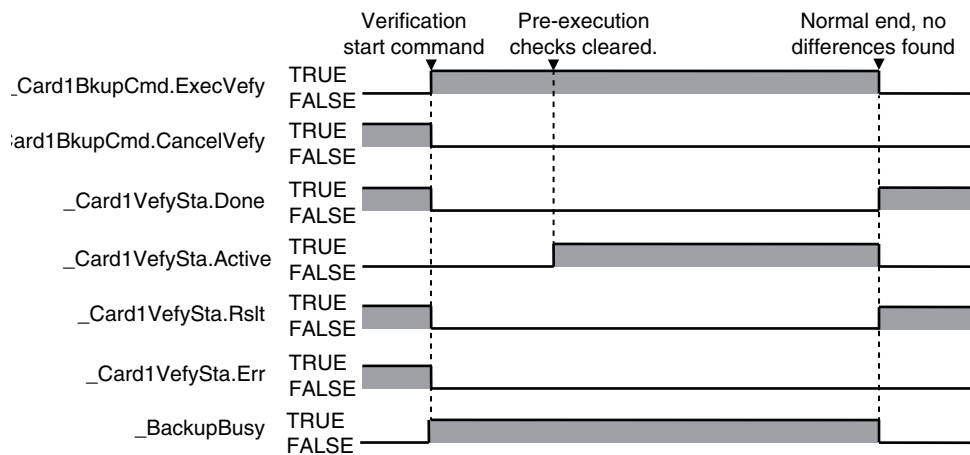 Verification
start command
Pre-execution
checks cleared.
Normal end, no
differences found
_Card1BkupCmd.ExecVefy
TRUE
FALSE
Card1BkupCmd.CancelVefy
TRUE
FALSE
_Card1VefySta.Done
TRUE
FALSE
_Card1VefySta.Active
TRUE
FALSE
_Card1VefySta.Rslt
TRUE
FALSE
_Card1VefySta.Err
TRUE
FALSE
_BackupBusy
TRUE
FALSE